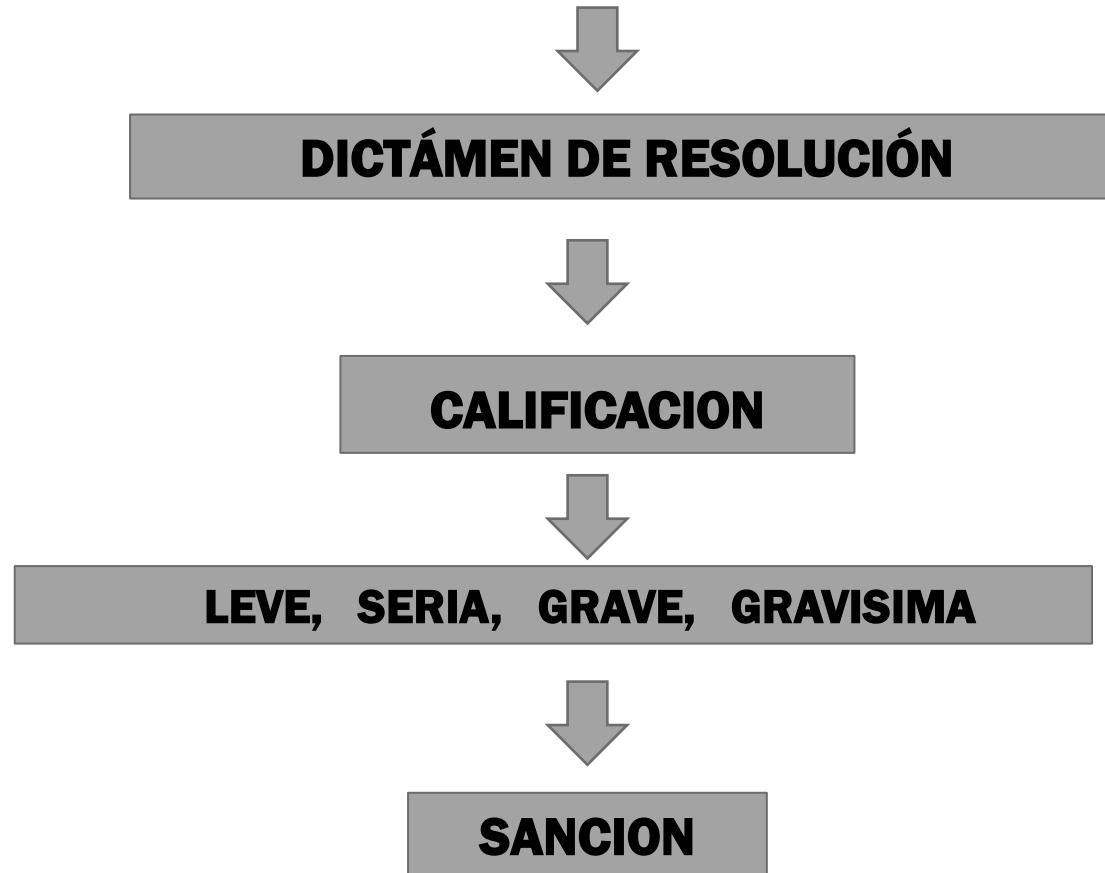 DICTÁMEN DE RESOLUCIÓN
CALIFICACION
LEVE, SERIA, GRAVE, GRAVISIMA
SANCION